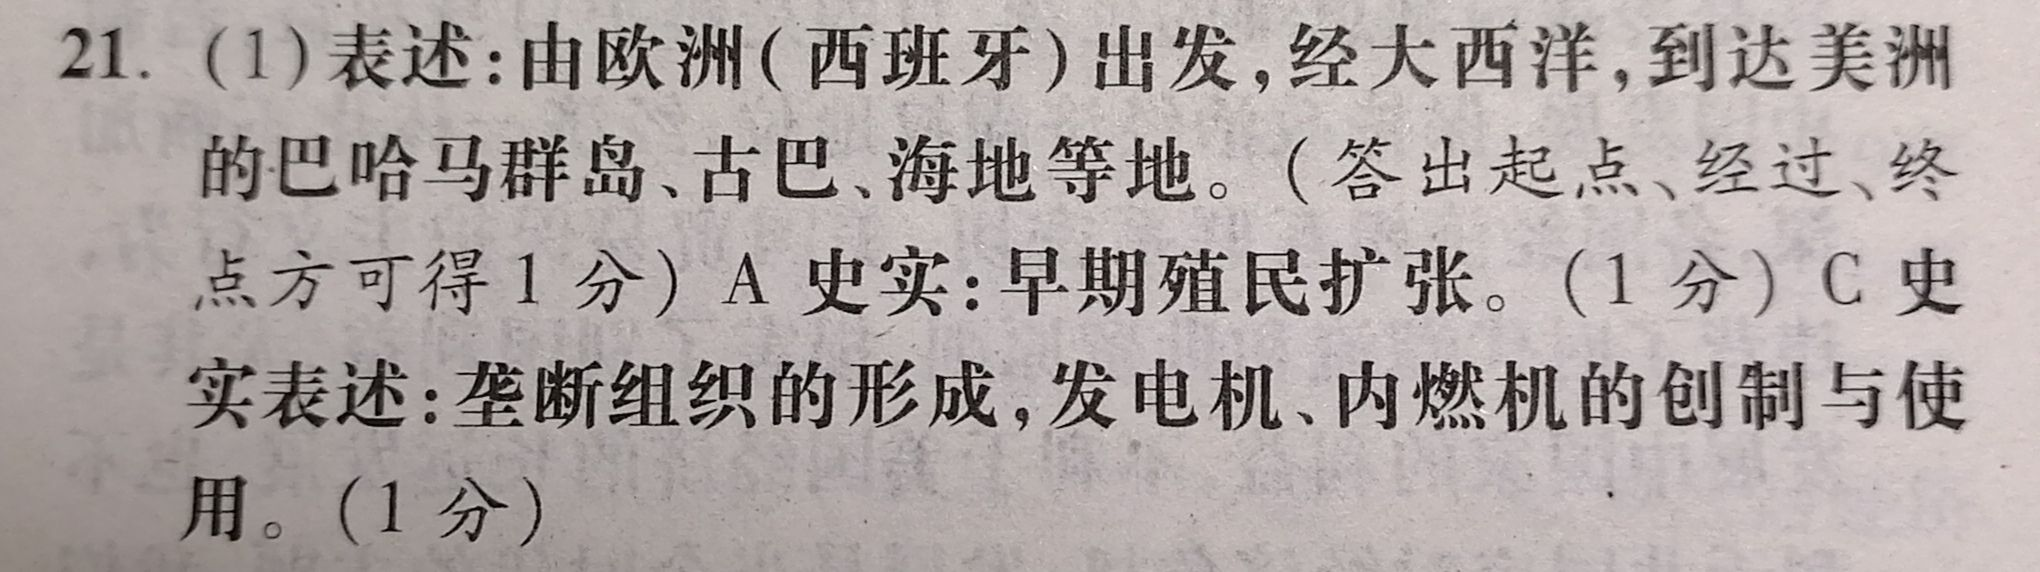 21. (1)表述:由欧洲(西班牙)出发,经大西洋,到达美洲
的巴哈马群岛、古巴、海地等地。(答出起点、经过、终
点方可得1分) A 史实:早期殖民扩张。(1 分) C 史
实表述:垄断组织的形成,发电机、内燃机的创制与使
用。(1 分)